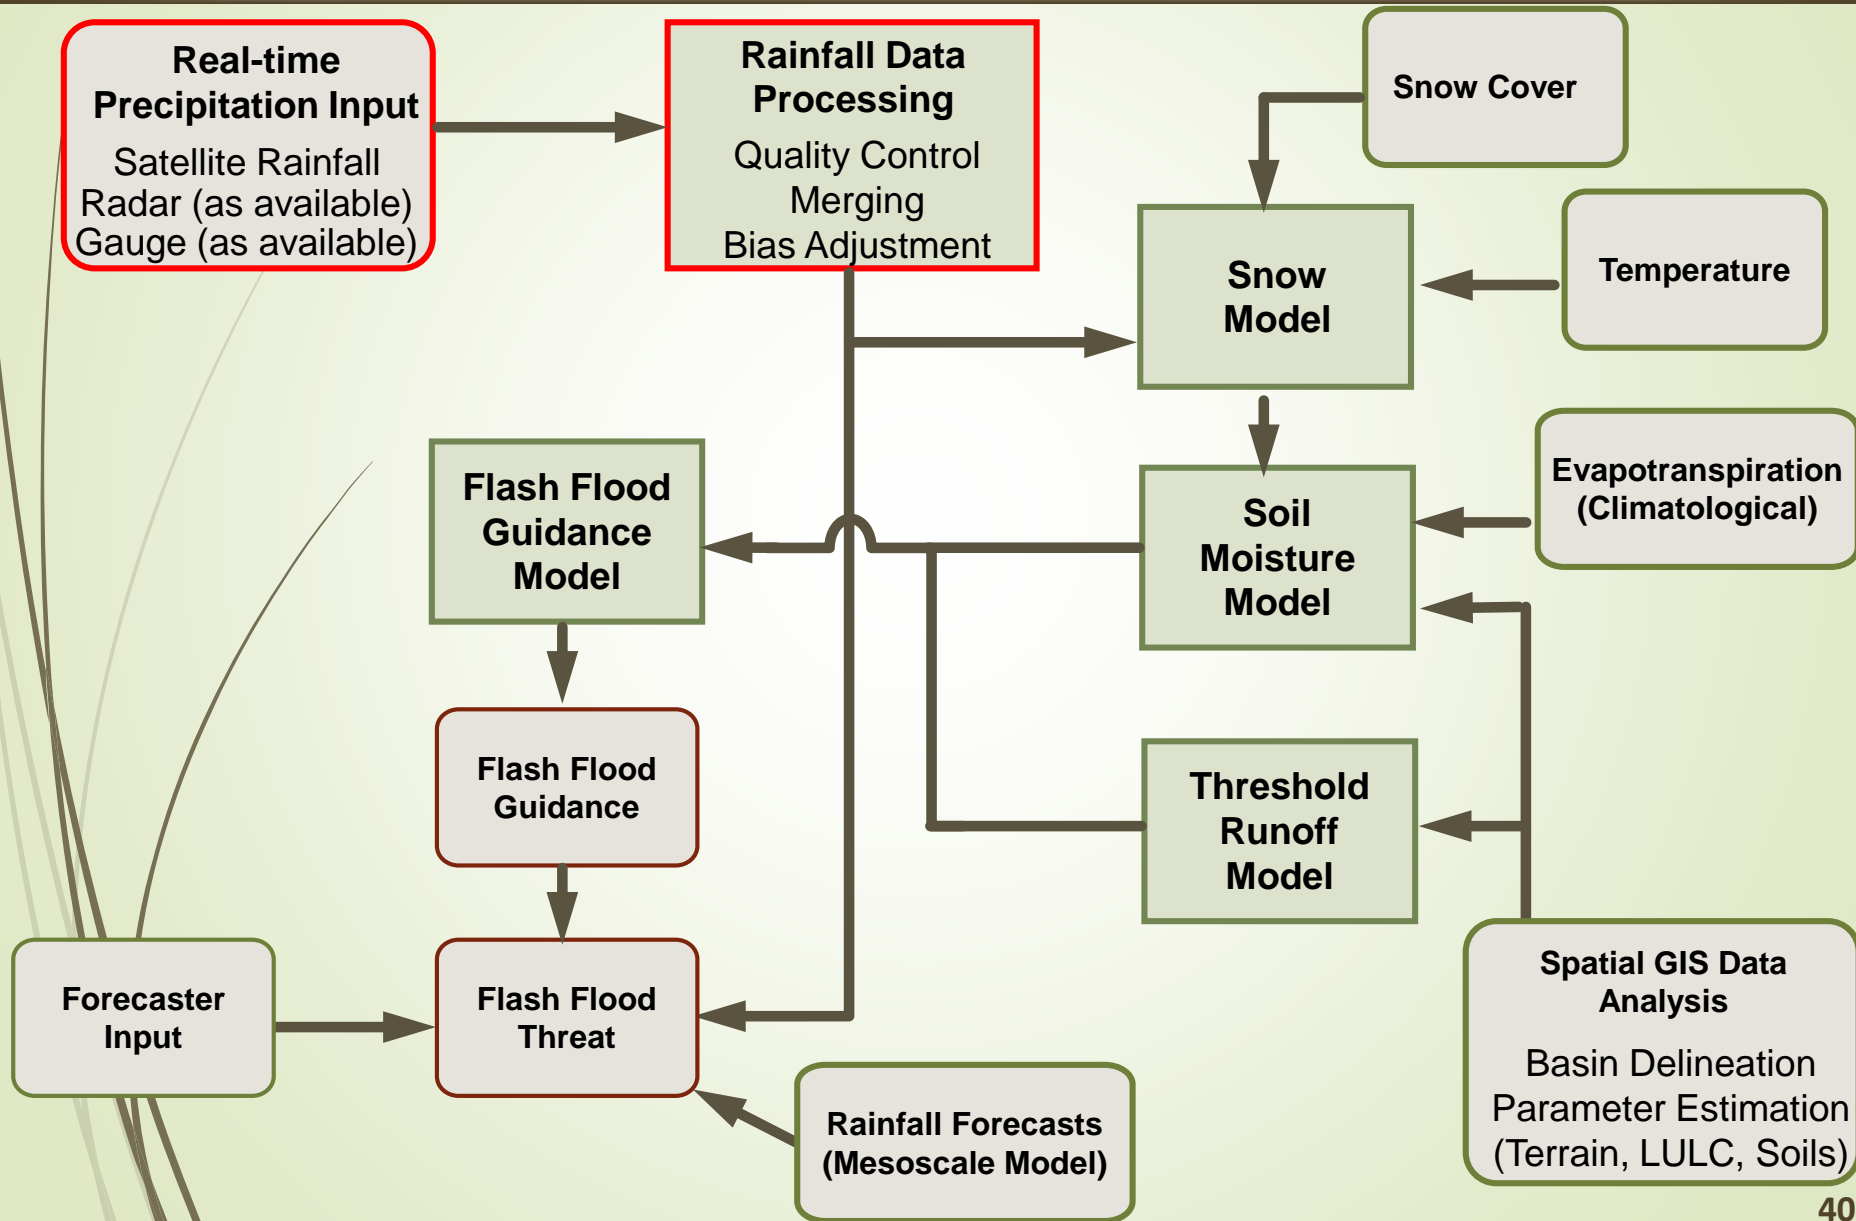 Real-time
Precipitation Input
Satellite Rainfall
Radar (as available)
Gauge (as available)
Rainfall Data
Processing
Quality Control
Merging
Bias Adjustment
Snow Cover
Temperature
Snow
Model
Evapotranspiration
(Climatological)
Flash Flood
Guidance
Model
Soil
Moisture
Model
Flash Flood
Guidance
Threshold
Runoff
Model
Forecaster
Input
Flash Flood
Threat
Rainfall Forecasts
(Mesoscale Model)
Spatial GIS Data
Analysis
Basin Delineation
Parameter Estimation
(Terrain, LULC, Soils)
40